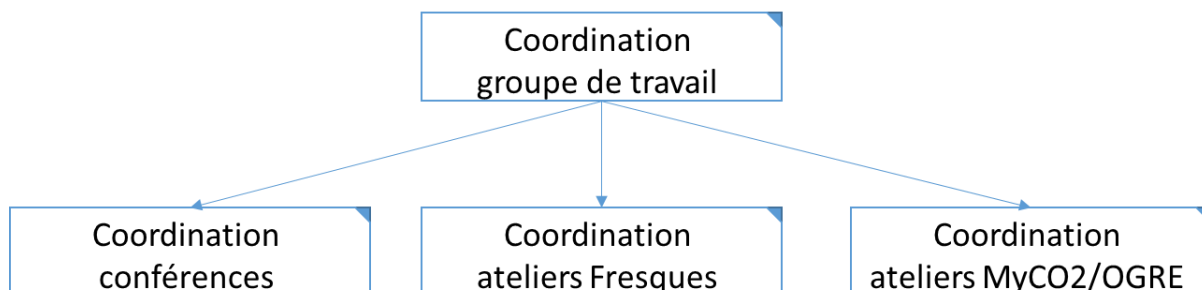 Coordination
groupe de travail
Coordination
conférences
Coordination
ateliers Fresques
Coordination
ateliers MyCO2/OGRE